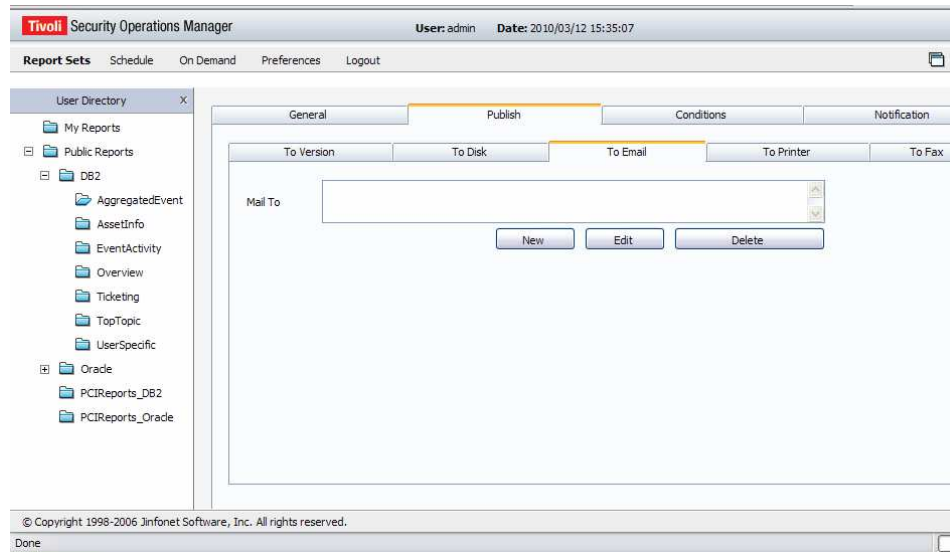 Tivoli Security Operations Manager
User: admin Date: 2010/03/12 15:35:07
Report Sets Schedule On Demand Preferences Logout
User Directory X
My Reports
Public Reports
DB2
AggregatedEvent
AssetInfo
EventActivity
Overview
Ticketing
TopTopic
UserSpecific
Oracle
PCIReports_DB2
PCIReports_Oracle
General Publish Conditions Notification
To Version To Disk To Email To Printer To Fax
Mail To
New Edit Delete
© Copyright 1998-2006 Jinfonet Software, Inc. All rights reserved.
Done